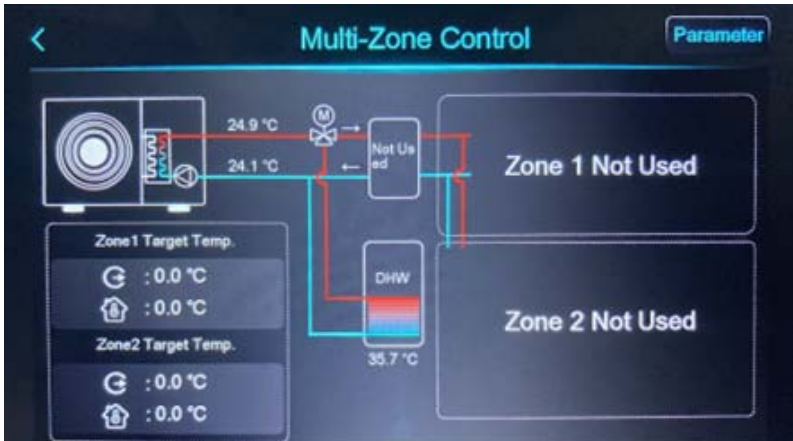 Multi-Zone Control
Parameter
24.9 °C
M
24.1 °C
Not Us
ed
Zone 1 Not Used
Zone1 Target Temp.
: 0.0 °C
: 0.0 °C
DHW
35.7 °C
Zone 2 Not Used
Zone2 Target Temp.
: 0.0 °C
: 0.0 °C